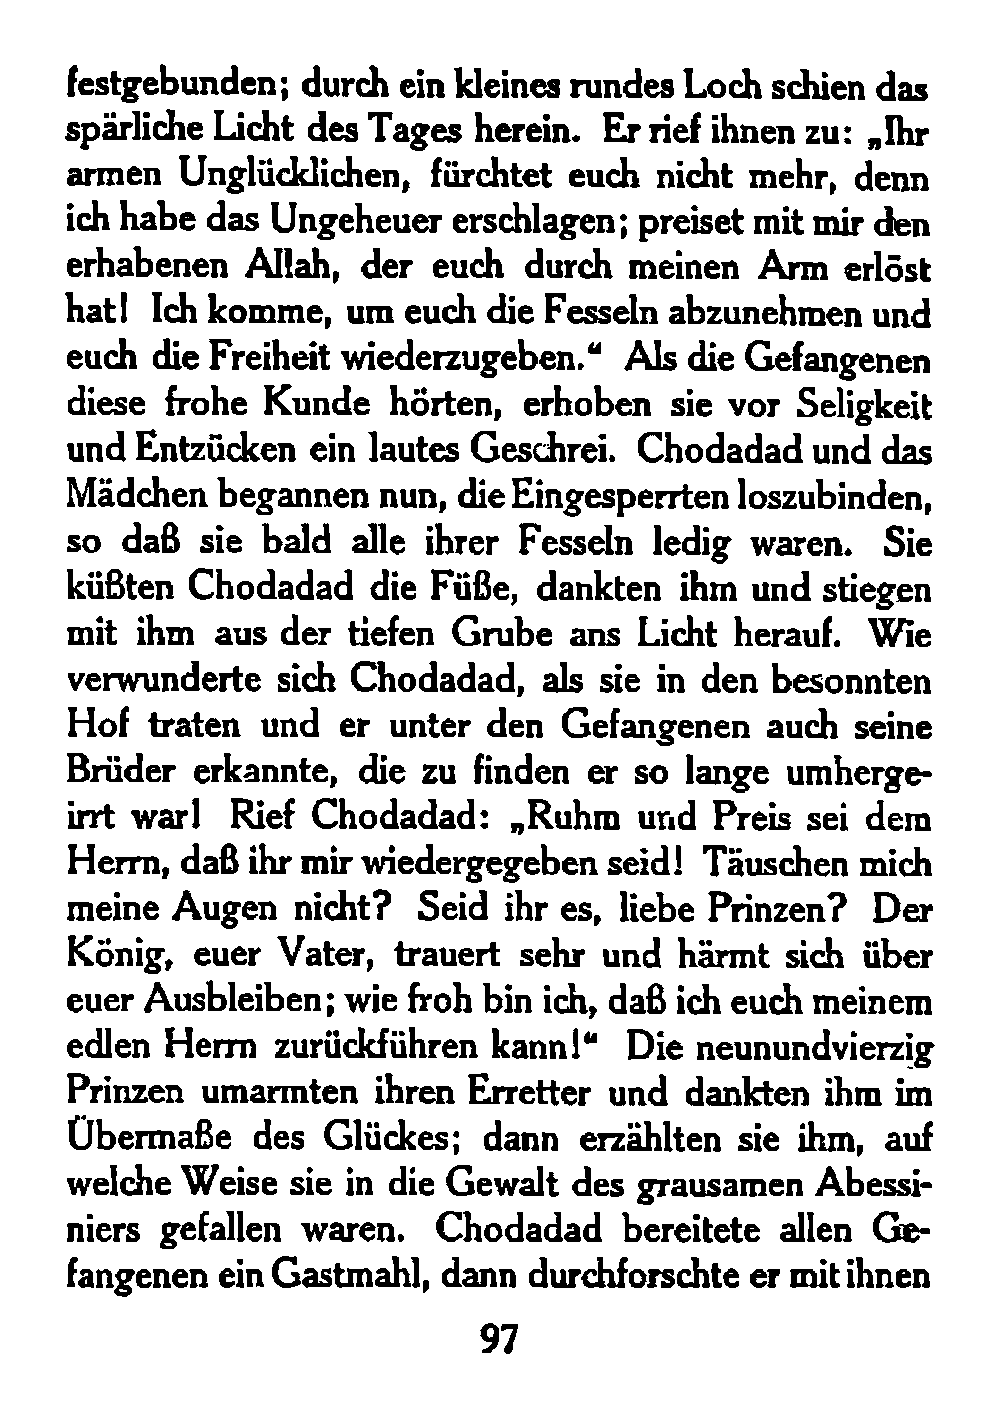 festgebunden; durch ein kleines rundes Loch schien das
spärliche Licht des Tages herein. Er rief ihnen zu: „Ihr
armen Unglücklichen, fürchtet euch nicht mehr, denn
ich habe das Ungeheuer erschlagen; preiset mit mir den
erhabenen Allah, der euch durch meinen Arm erlöst
hat! Ich komme, um euch die Fesseln abzunehmen und
euch die Freiheit wiederzugeben.“ Als die Gefangenen
diese frohe Kunde hörten, erhoben sie vor Seligkeit
und Entzücken ein lautes Geschrei. Chodadad und das
Mädchen begannen nun, die Eingesperrten loszubinden,
so daß sie bald alle ihrer Fesseln ledig waren. Sie
küßten Chodadad die Füße, dankten ihm und stiegen
mit ihm aus der tiefen Grube ans Licht herauf. Wie
verwunderte sich Chodadad, als sie in den besonnten
Hof traten und er unter den Gefangenen auch seine
Brüder erkannte, die zu finden er so lange umherge-
irrt war! Rief Chodadad: „Ruhm und Preis sei dem
Herrn, daß ihr mir wiedergegeben seid! Täuschen mich
meine Augen nicht? Seid ihr es, liebe Prinzen? Der
König, euer Vater, trauert sehr und härmt sich über
euer Ausbleiben; wie froh bin ich, daß ich euch meinem
edlen Herrn zurückführen kann!“ Die neunundvierzig
Prinzen umarmten ihren Erretter und dankten ihm im
Übermaße des Glückes; dann erzählten sie ihm, auf
welche Weise sie in die Gewalt des grausamen Abessi-
niers gefallen waren. Chodadad bereitete allen Ge-
fangenen ein Gastmahl, dann durchforschte er mit ihnen
97